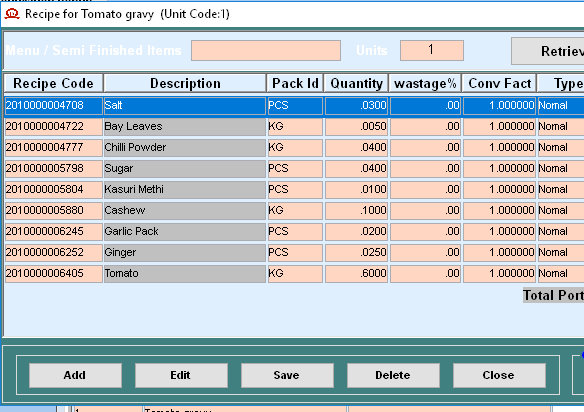 Recipe for Tomato gravy (Unit Code:1)
Menu / Semi Finished Items Units 1 Retriev
Recipe Code Description Pack Id Quantity wastage% Conv Fact Type
2010000004708 Salt PCS .0300 .00 1.000000 Nomal
2010000004722 Bay Leaves KG .0050 .00 1.000000 Nomal
2010000004777 Chilli Powder KG .0400 .00 1.000000 Nomal
2010000005798 Sugar PCS .0400 .00 1.000000 Nomal
2010000005804 Kasuri Methi PCS .0100 .00 1.000000 Nomal
2010000005880 Cashew KG .1000 .00 1.000000 Nomal
2010000006245 Garlic Pack PCS .0200 .00 1.000000 Nomal
2010000006252 Ginger PCS .0250 .00 1.000000 Nomal
2010000006405 Tomato KG .6000 .00 1.000000 Nomal
Total Port
Add Edit Save Delete Close
1 Tomato gravy